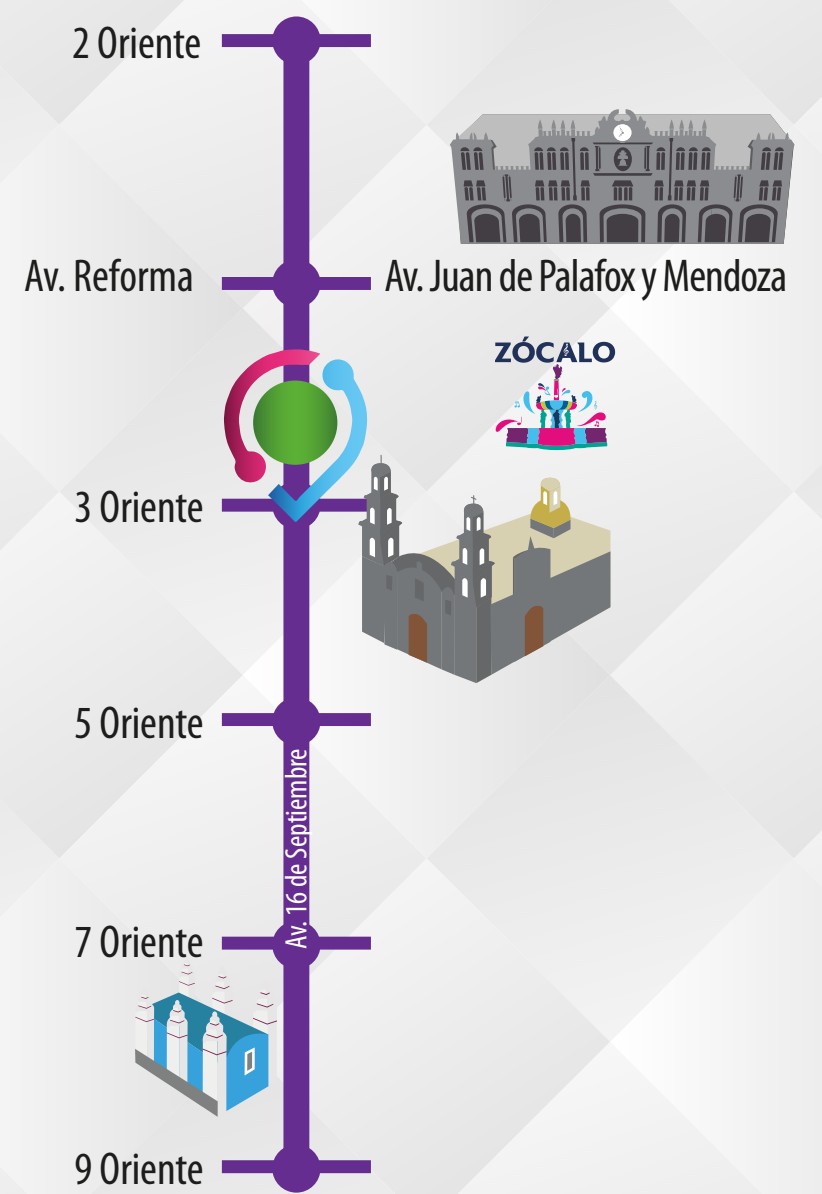 2 Oriente
Av. Reforma
Av. Juan de Palafox y Mendoza
ZÓCALO
3 Oriente
5 Oriente
Av. 16 de Septiembre
7 Oriente
9 Oriente